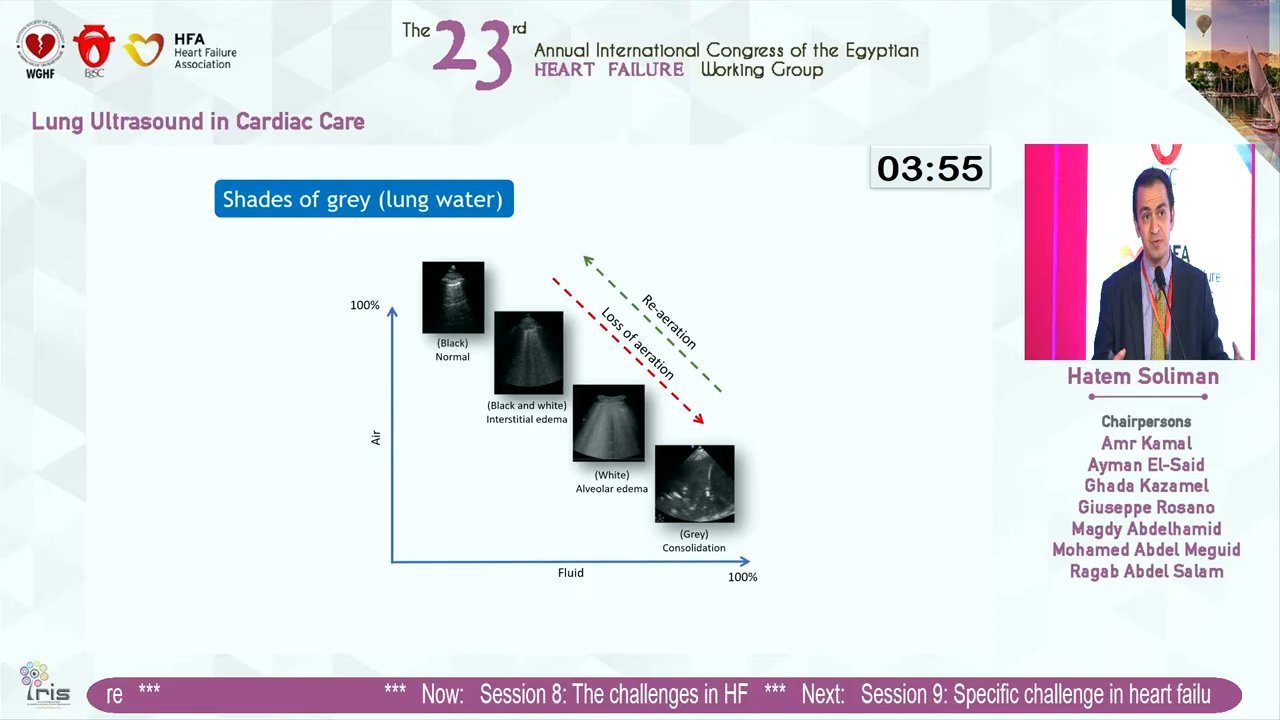 WGHF
EgSC
HFA
Heart Failure
Association
The 23rd
Annual International Congress of the Egyptian
HEART FAILURE Working Group
Lung Ultrasound in Cardiac Care
03:55
Shades of grey (lung water)
100%
(Black)
Normal
(Black and white)
Interstitial edema
(White)
Alveolar edema
(Grey)
Consolidation
Re-aeration
Loss of aeration
Air
Fluid
100%
FA
ure
Hatem Soliman
Chairpersons
Amr Kamal
Ayman El-Said
Ghada Kazamel
Giuseppe Rosano
Magdy Abdelhamid
Mohamed Abdel Meguid
Ragab Abdel Salam
iris
re *** *** Now: Session 8: The challenges in HF *** Next: Session 9: Specific challenge in heart failu